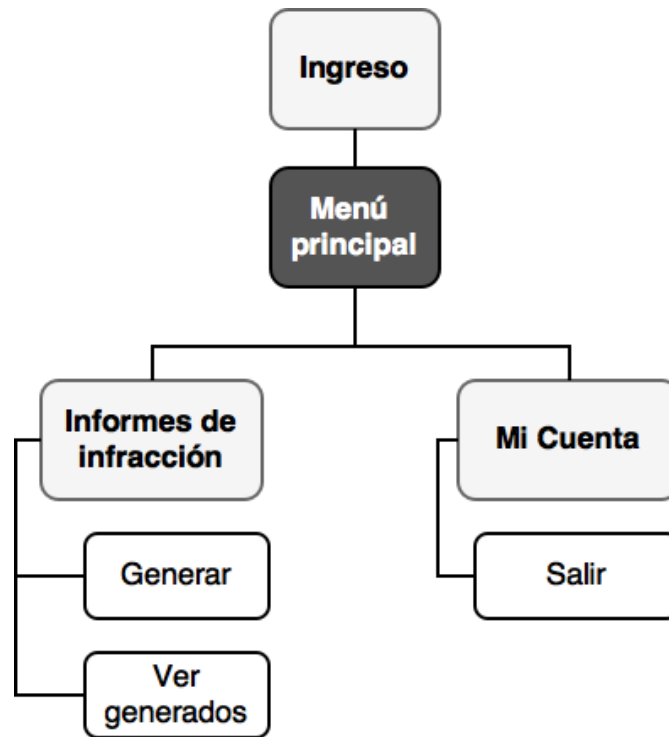 Ingreso
Menú
principal
Informes de
infracción
Mi Cuenta
Generar
Salir
Ver
generados